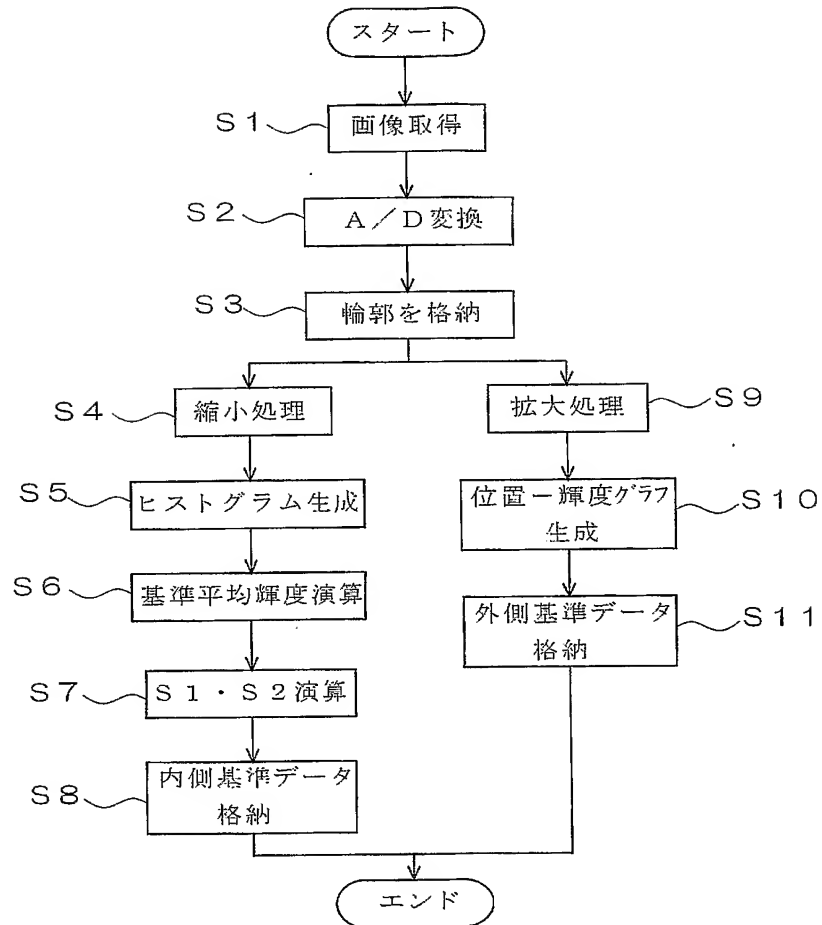 スタート
S1
画像取得
S2
A/D変換
S3
輪郭を格納
S4
縮小処理
S5
ヒストグラム生成
S6
基準平均輝度演算
S7
S1・S2演算
S8
内側基準データ
格納
拡大処理
S9
位置ー輝度グラフ
生成
S10
外側基準データ
格納
S11
エンド